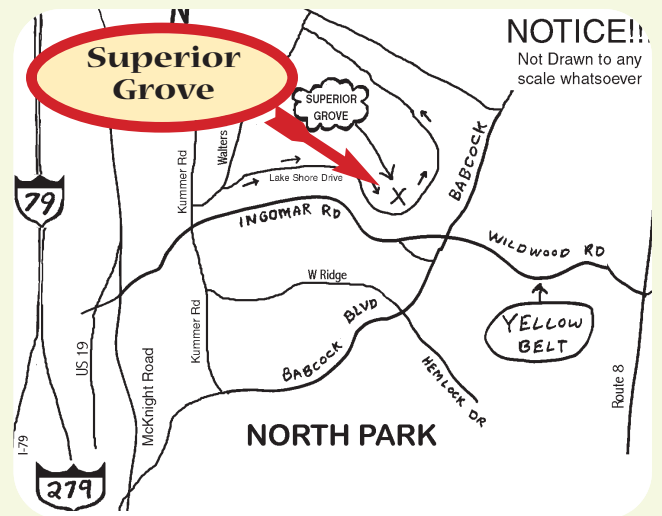 N
NOTICE!!!
Not Drawn to any
scale whatsoever
Superior
Grove
SUPERIOR
GROVE
Walters
Kummer Rd
BABCOCK
Lake Shore Drive
X
79
INGOMAR RD
WILDWOOD RD
W Ridge
Kummer Rd
BABCOCK BLVD
YELLOW
BELT
US 19
McKnight Road
HEMLOCK DR
Route 8
NORTH PARK
I-79
279